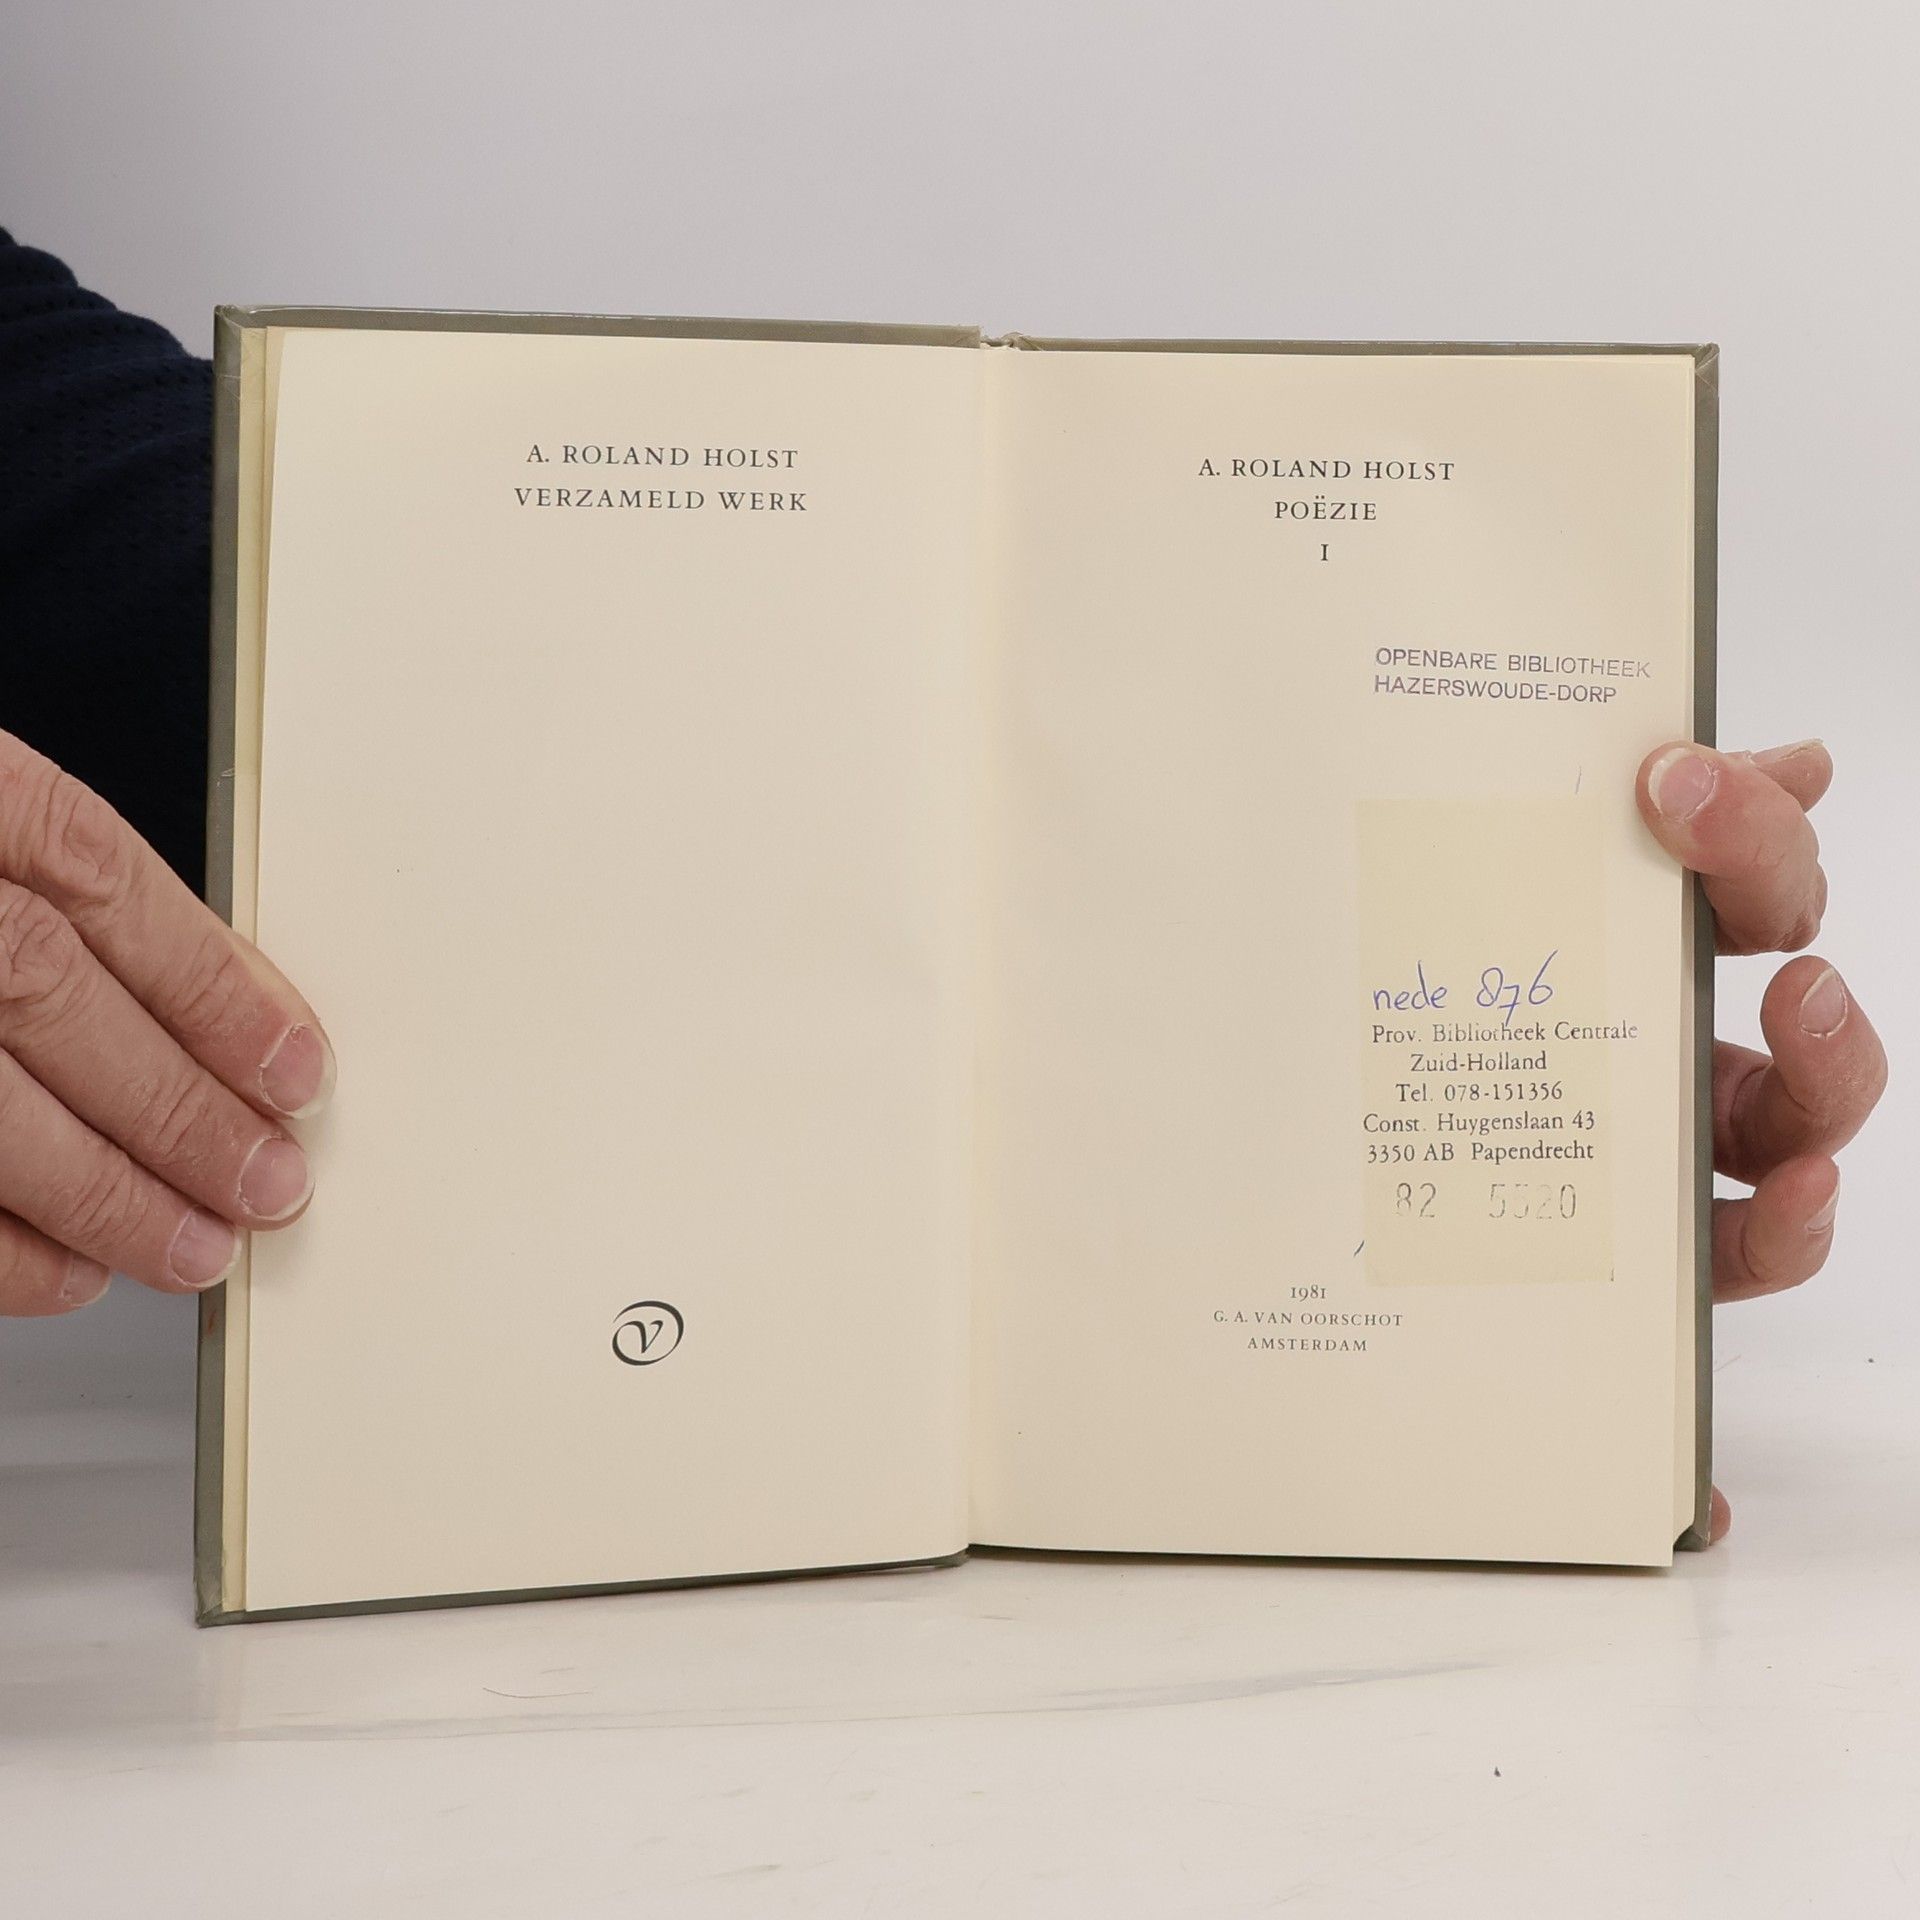 A. ROLAND HOLST
VERZAMELD WERK
V
A. ROLAND HOLST
POËZIE
I
OPENBARE BIBLIOTHEEK
HAZERSWOUDE-DORP
nede 876
Prov. Bibliotheek Centrale
Zuid-Holland
Tel. 078-151356
Const. Huygenslaan 43
3350 AB Papendrecht
82 5520
1981
G. A. VAN OORSCHOT
AMSTERDAM